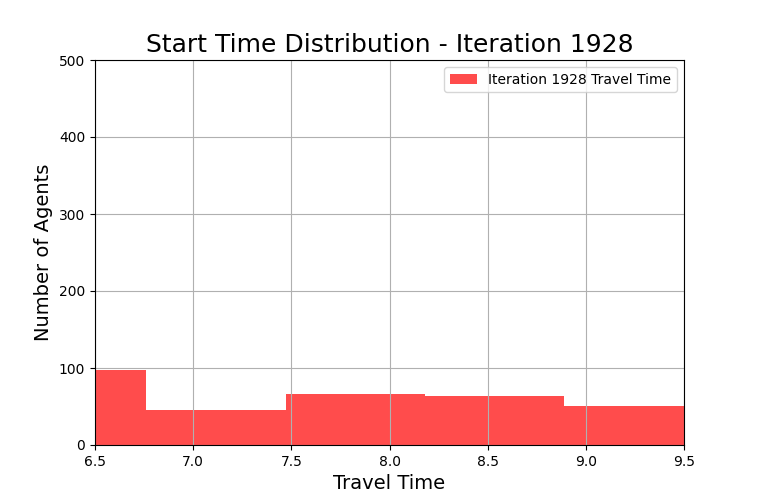 Start Time Distribution - Iteration 1928
Iteration 1928 Travel Time
Number of Agents
500
400
300
200
100
0
6.5 7.0 7.5 8.0 8.5 9.0 9.5
Travel Time